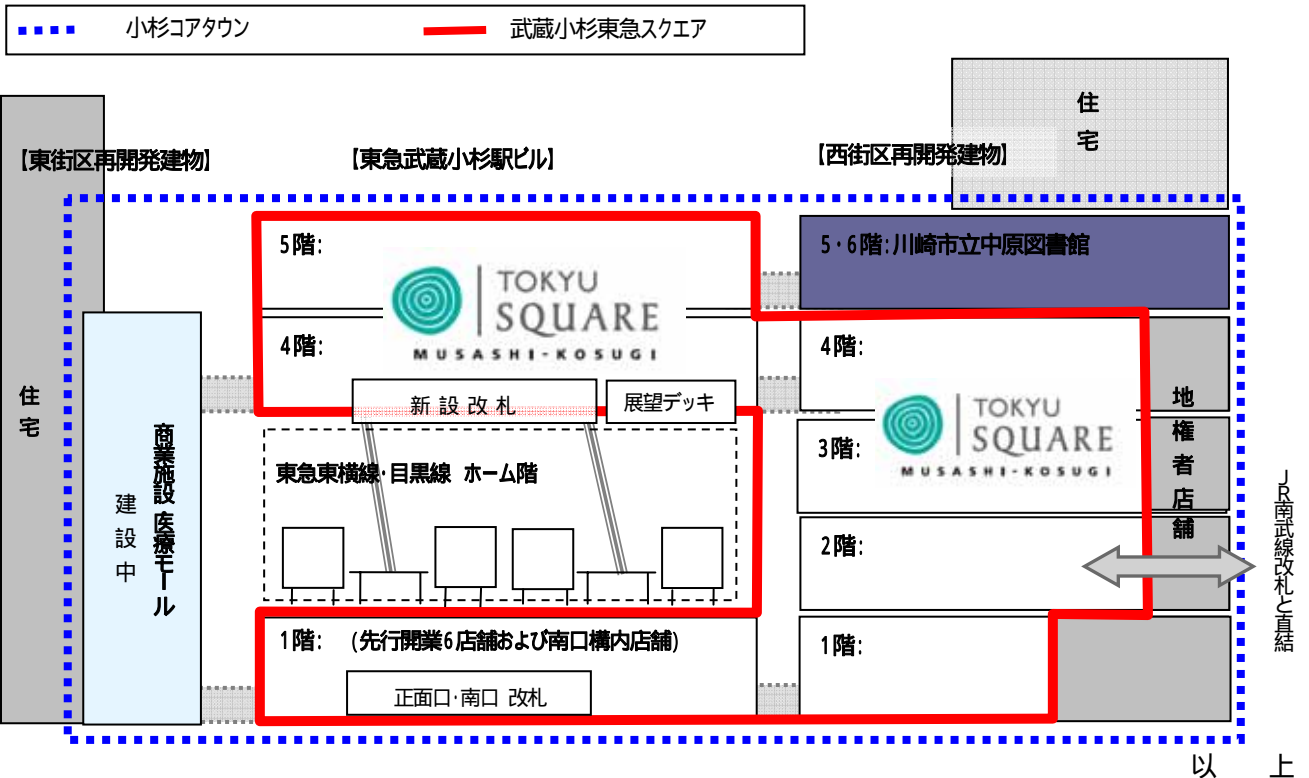 小杉コアタウン
武蔵小杉東急スクエア
住宅
【東街区再開発建物】
【東急武蔵小杉駅ビル】
【西街区再開発建物】
5階:
TOKYU
SQUARE
MUSASHI-KOSUGI
4階:
新設改札
展望デッキ
東急東横線・目黒線 ホーム階
1階: (先行開業6店舗および南口構内店舗)
正面口・南口 改札
5・6階:川崎市立中原図書館
4階:
TOKYU
SQUARE
MUSASHI-KOSUGI
3階:
2階:
1階:
地権者店舗
JR南武線改札と直結
住宅
商業施設 医療モール
建設中
以 上